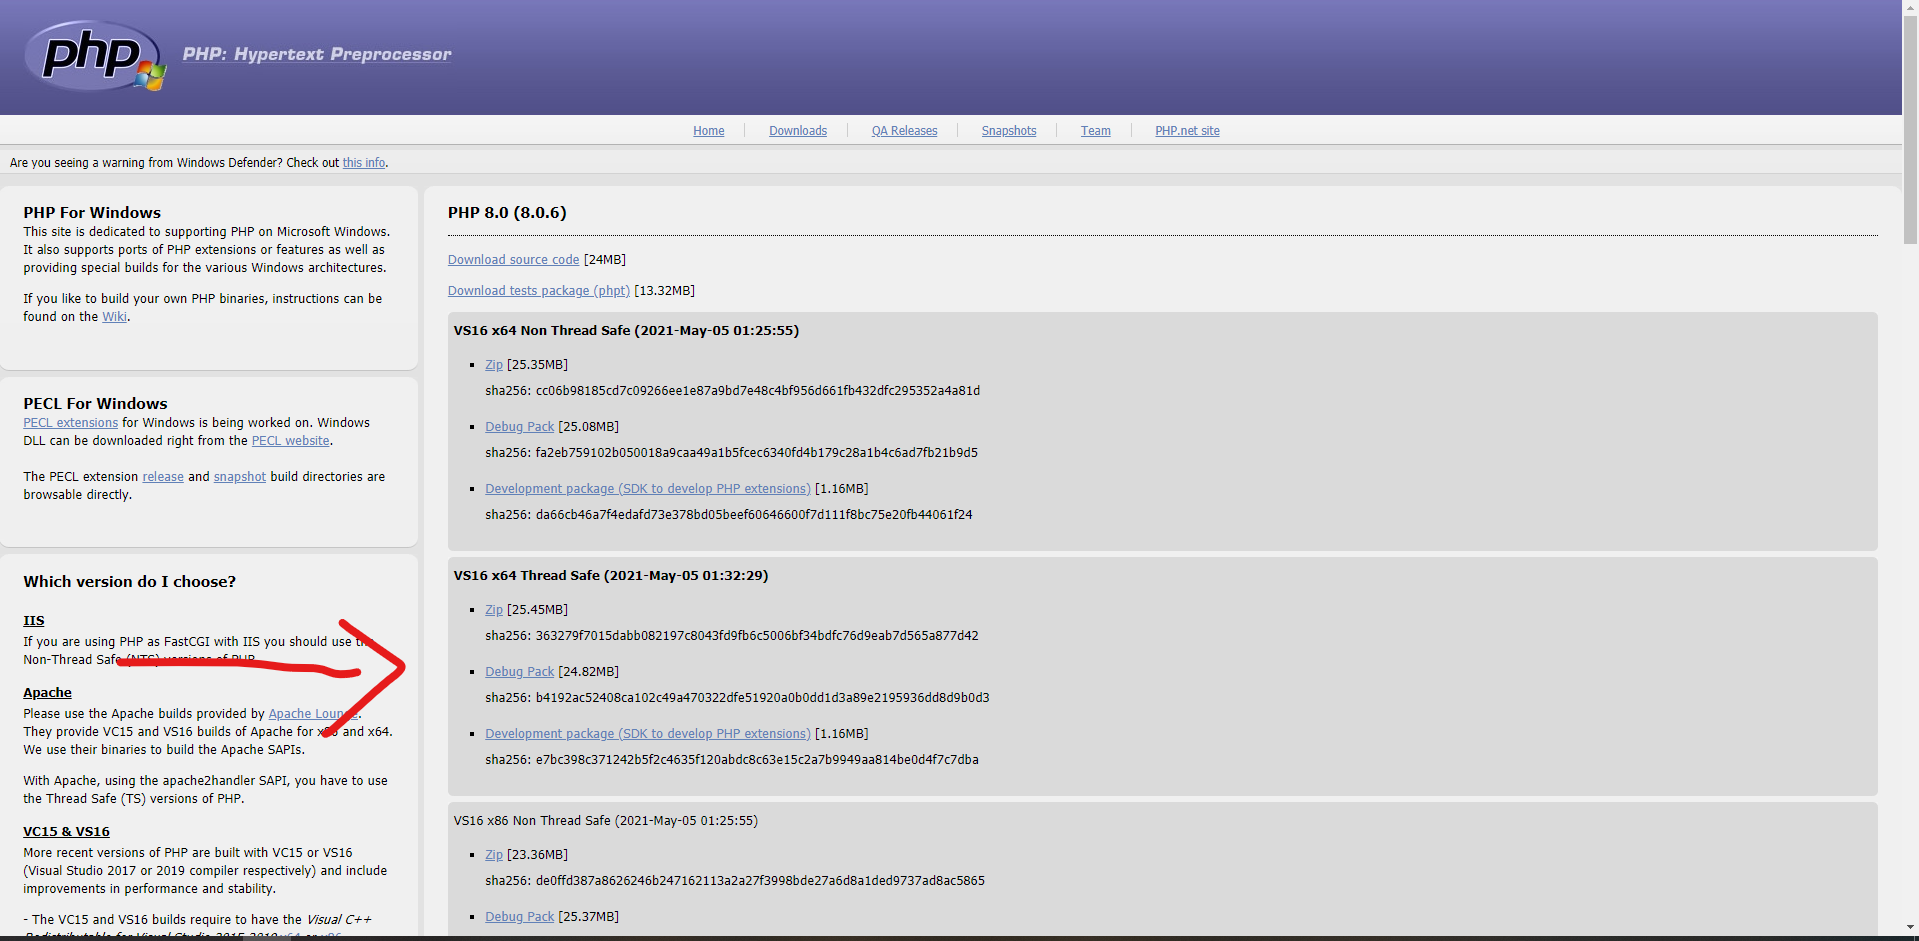 php
PHP: Hypertext Preprocessor
Home
Downloads
QA Releases
Snapshots
Team
PHP.net site
Are you seeing a warning from Windows Defender? Check out this info.
PHP For Windows
This site is dedicated to supporting PHP on Microsoft Windows.
It also supports ports of PHP extensions or features as well as
providing special builds for the various Windows architectures.
If you like to build your own PHP binaries, instructions can be
found on the Wiki.
PECL For Windows
PECL extensions for Windows is being worked on. Windows
DLL can be downloaded right from the PECL website.
The PECL extension release and snapshot build directories are
browsable directly.
Which version do I choose?
IIS
If you are using PHP as FastCGI with IIS you should use the
Non-Thread Safe (NTS) versions of PHP
Apache
Please use the Apache builds provided by Apache Lounge.
They provide VC15 and VS16 builds of Apache for x86 and x64.
We use their binaries to build the Apache SAPIs.
With Apache, using the apache2handler SAPI, you have to use
the Thread Safe (TS) versions of PHP.
VC15 & VS16
More recent versions of PHP are built with VC15 or VS16
(Visual Studio 2017 or 2019 compiler respectively) and include
improvements in performance and stability.
- The VC15 and VS16 builds require to have the Visual C++
Redistributable for Visual Studio 2015-2019 x64 or x86
PHP 8.0 (8.0.6)
Download source code [24MB]
Download tests package (phpt) [13.32MB]
VS16 x64 Non Thread Safe (2021-May-05 01:25:55)
Zip [25.35MB]
sha256: cc06b98185cd7c09266ee1e87a9bd7e48c4bf956d661fb432dfc295352a4a81d
Debug Pack [25.08MB]
sha256: fa2eb759102b050018a9caa49a1b5fcec6340fd4b179c28a1b4c6ad7fb21b9d5
Development package (SDK to develop PHP extensions) [1.16MB]
sha256: da66cb46a7f4edafd73e378bd05beef60646600f7d111f8bc75e20fb44061f24
VS16 x64 Thread Safe (2021-May-05 01:32:29)
Zip [25.45MB]
sha256: 363279f7015dabb082197c8043fd9fb6c5006bf34bdfc76d9eab7d565a877d42
Debug Pack [24.82MB]
sha256: b4192ac52408ca102c49a470322dfe51920a0b0dd1d3a89e2195936dd8d9b0d3
Development package (SDK to develop PHP extensions) [1.16MB]
sha256: e7bc398c371242b5f2c4635f120abdc8c63e15c2a7b9949aa814be0d4f7c7dba
VS16 x86 Non Thread Safe (2021-May-05 01:25:55)
Zip [23.36MB]
sha256: de0ffd387a8626246b247162113a2a27f3998bde27a6d8a1ded9737ad8ac5865
Debug Pack [25.37MB]